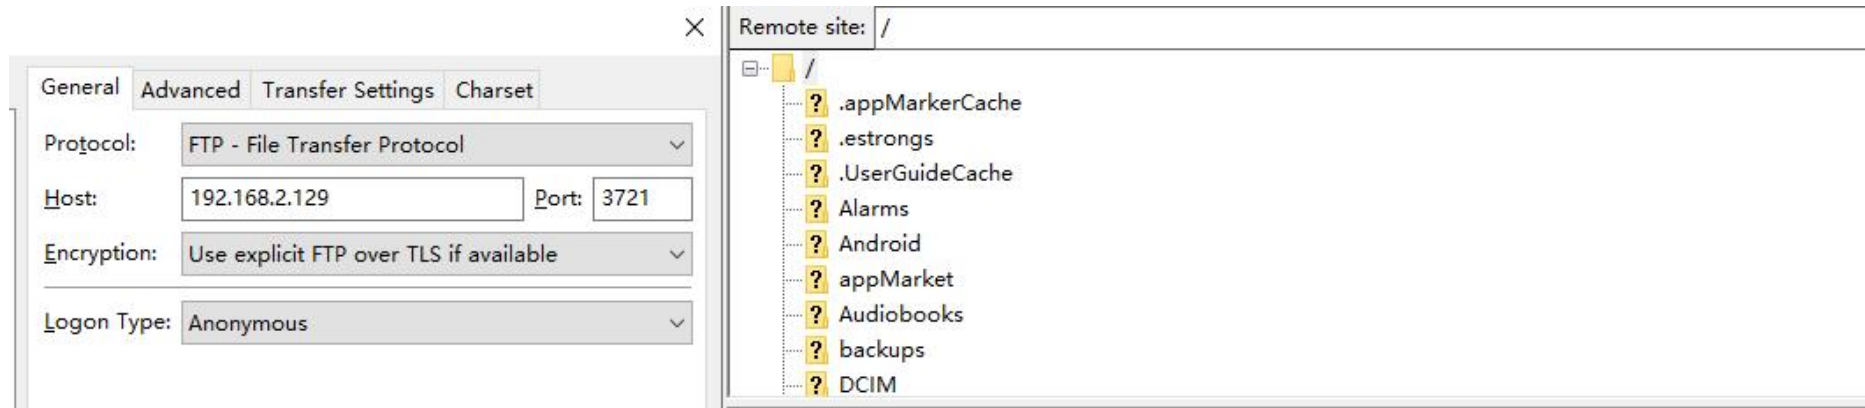 General Advanced Transfer Settings Charset
Protocol: FTP - File Transfer Protocol
Host: 192.168.2.129 Port: 3721
Encryption: Use explicit FTP over TLS if available
Logon Type: Anonymous
Remote site: /
/
.appMarkerCache
.estrongs
.UserGuideCache
Alarms
Android
appMarket
Audiobooks
backups
DCIM